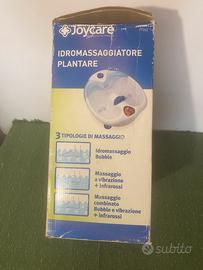 Joycare
IDROMASSAGGIATORE
PLANTARE
3 TIPOLOGIE DI MASSAGGIO
Idromassaggio
Bubble
Massaggio
a vibrazione
+ Infrarossi
Massaggio
combinato
Bubble e vibrazione
+ Infrarossi
subito